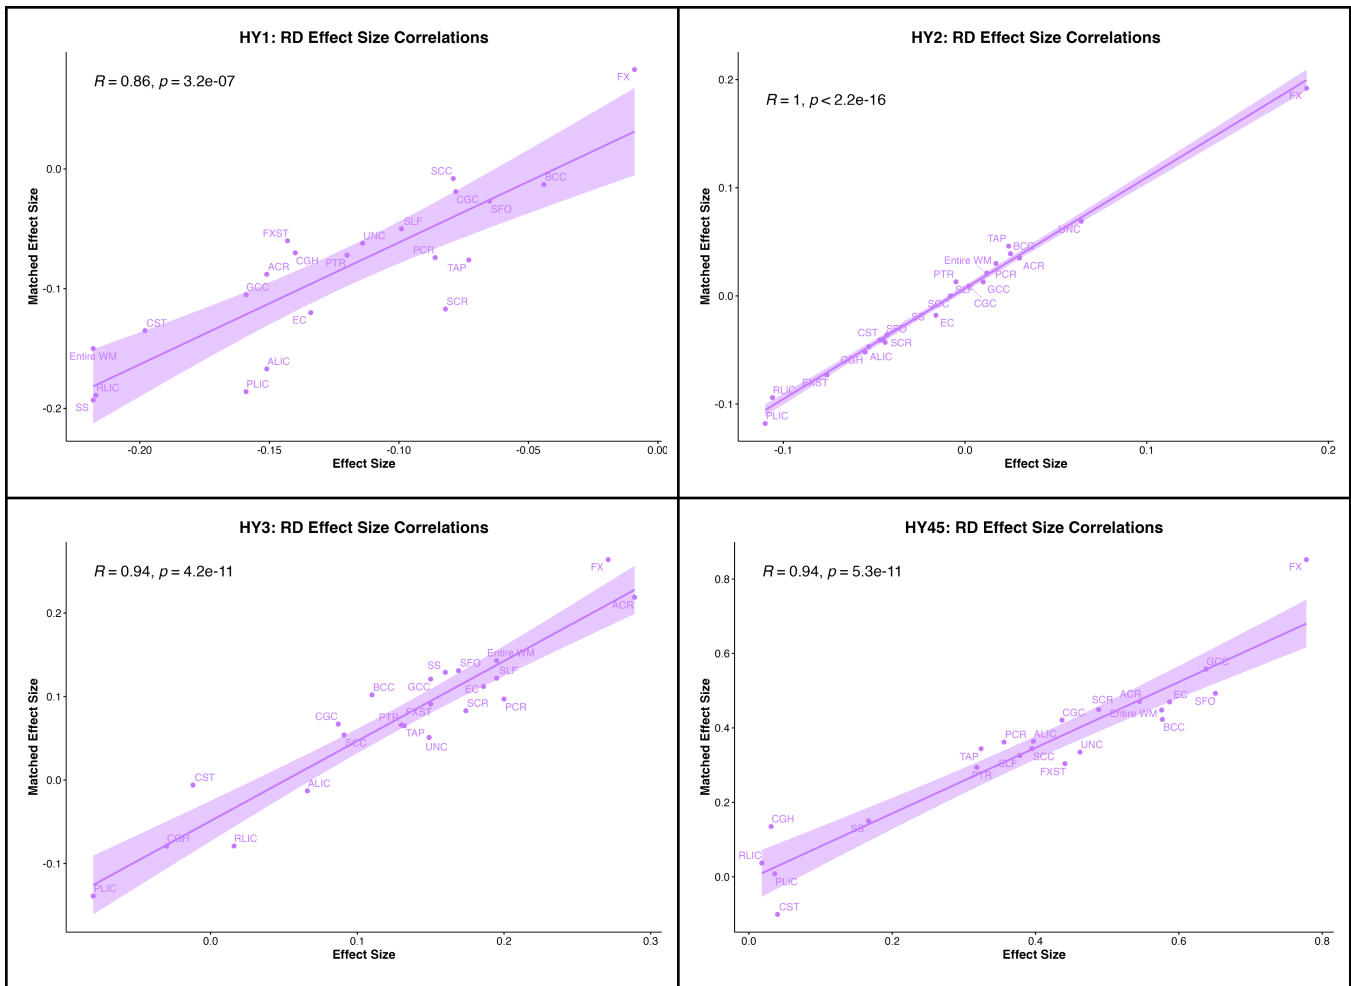 HY1: RD Effect Size Correlations
R = 0.86, p = 3.2e-07
Matched Effect Size
0.0
-0.1
-0.2
FX
SCC
BCC
CGC
SFO
SLF
FXST
UNC
CGH
PTR
PCR
TAP
ACR
GCC
SCR
EC
CST
Entire WM
ALIC
RLIC
PLIC
SS
-0.20
-0.15
-0.10
-0.05
0.00
Effect Size
HY2: RD Effect Size Correlations
R = 1, p < 2.2e-16
Matched Effect Size
0.2
0.1
0.0
-0.1
FX
UNC
TAP
BCC
Entire WM
ACR
PTR
PCR
SLF
GCC
SCC
CGC
SS
EC
CST
SFO
SCR
CGH
ALIC
FXST
RLIC
PLIC
-0.1
0.0
0.1
0.2
Effect Size
HY3: RD Effect Size Correlations
R = 0.94, p = 4.2e-11
Matched Effect Size
0.2
0.1
0.0
-0.1
FX
ACR
Entire WM
SS
SFO
SLF
BCC
GCC
EC
SCR
PCR
CGC
PTR
FXST
SCC
TAP
UNC
CST
ALIC
CGH
RLIC
PLIC
0.0
0.1
0.2
0.3
Effect Size
HY45: RD Effect Size Correlations
R = 0.94, p = 5.3e-11
Matched Effect Size
0.8
0.6
0.4
0.2
0.0
FX
GCC
ACR
EC
SFO
SCR
CGC
Entire WM
BCC
PCR
ALIC
UNC
TAP
SLF
SCC
PTR
FXST
CGH
SS
RLIC
PLIC
CST
0.0
0.2
0.4
0.6
0.8
Effect Size